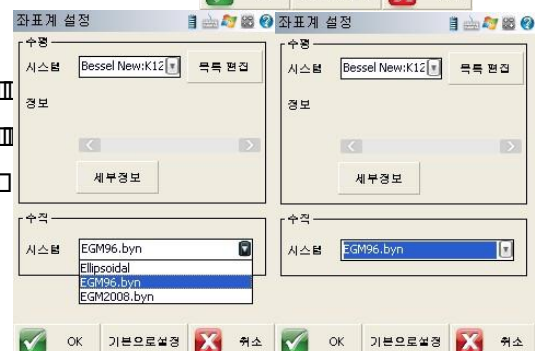 좌표계 설정
수평
시스템 Bessel New:K12 목록 편집
정보
세부정보
수직
시스템 EGM96.byn
Ellipsoidal
EGM96.byn
EGM2008.byn
OK 기본으로설정 취소
좌표계 설정
수평
시스템 Bessel New:K12 목록 편집
정보
세부정보
수직
시스템 EGM96.byn
OK 기본으로설정 취소